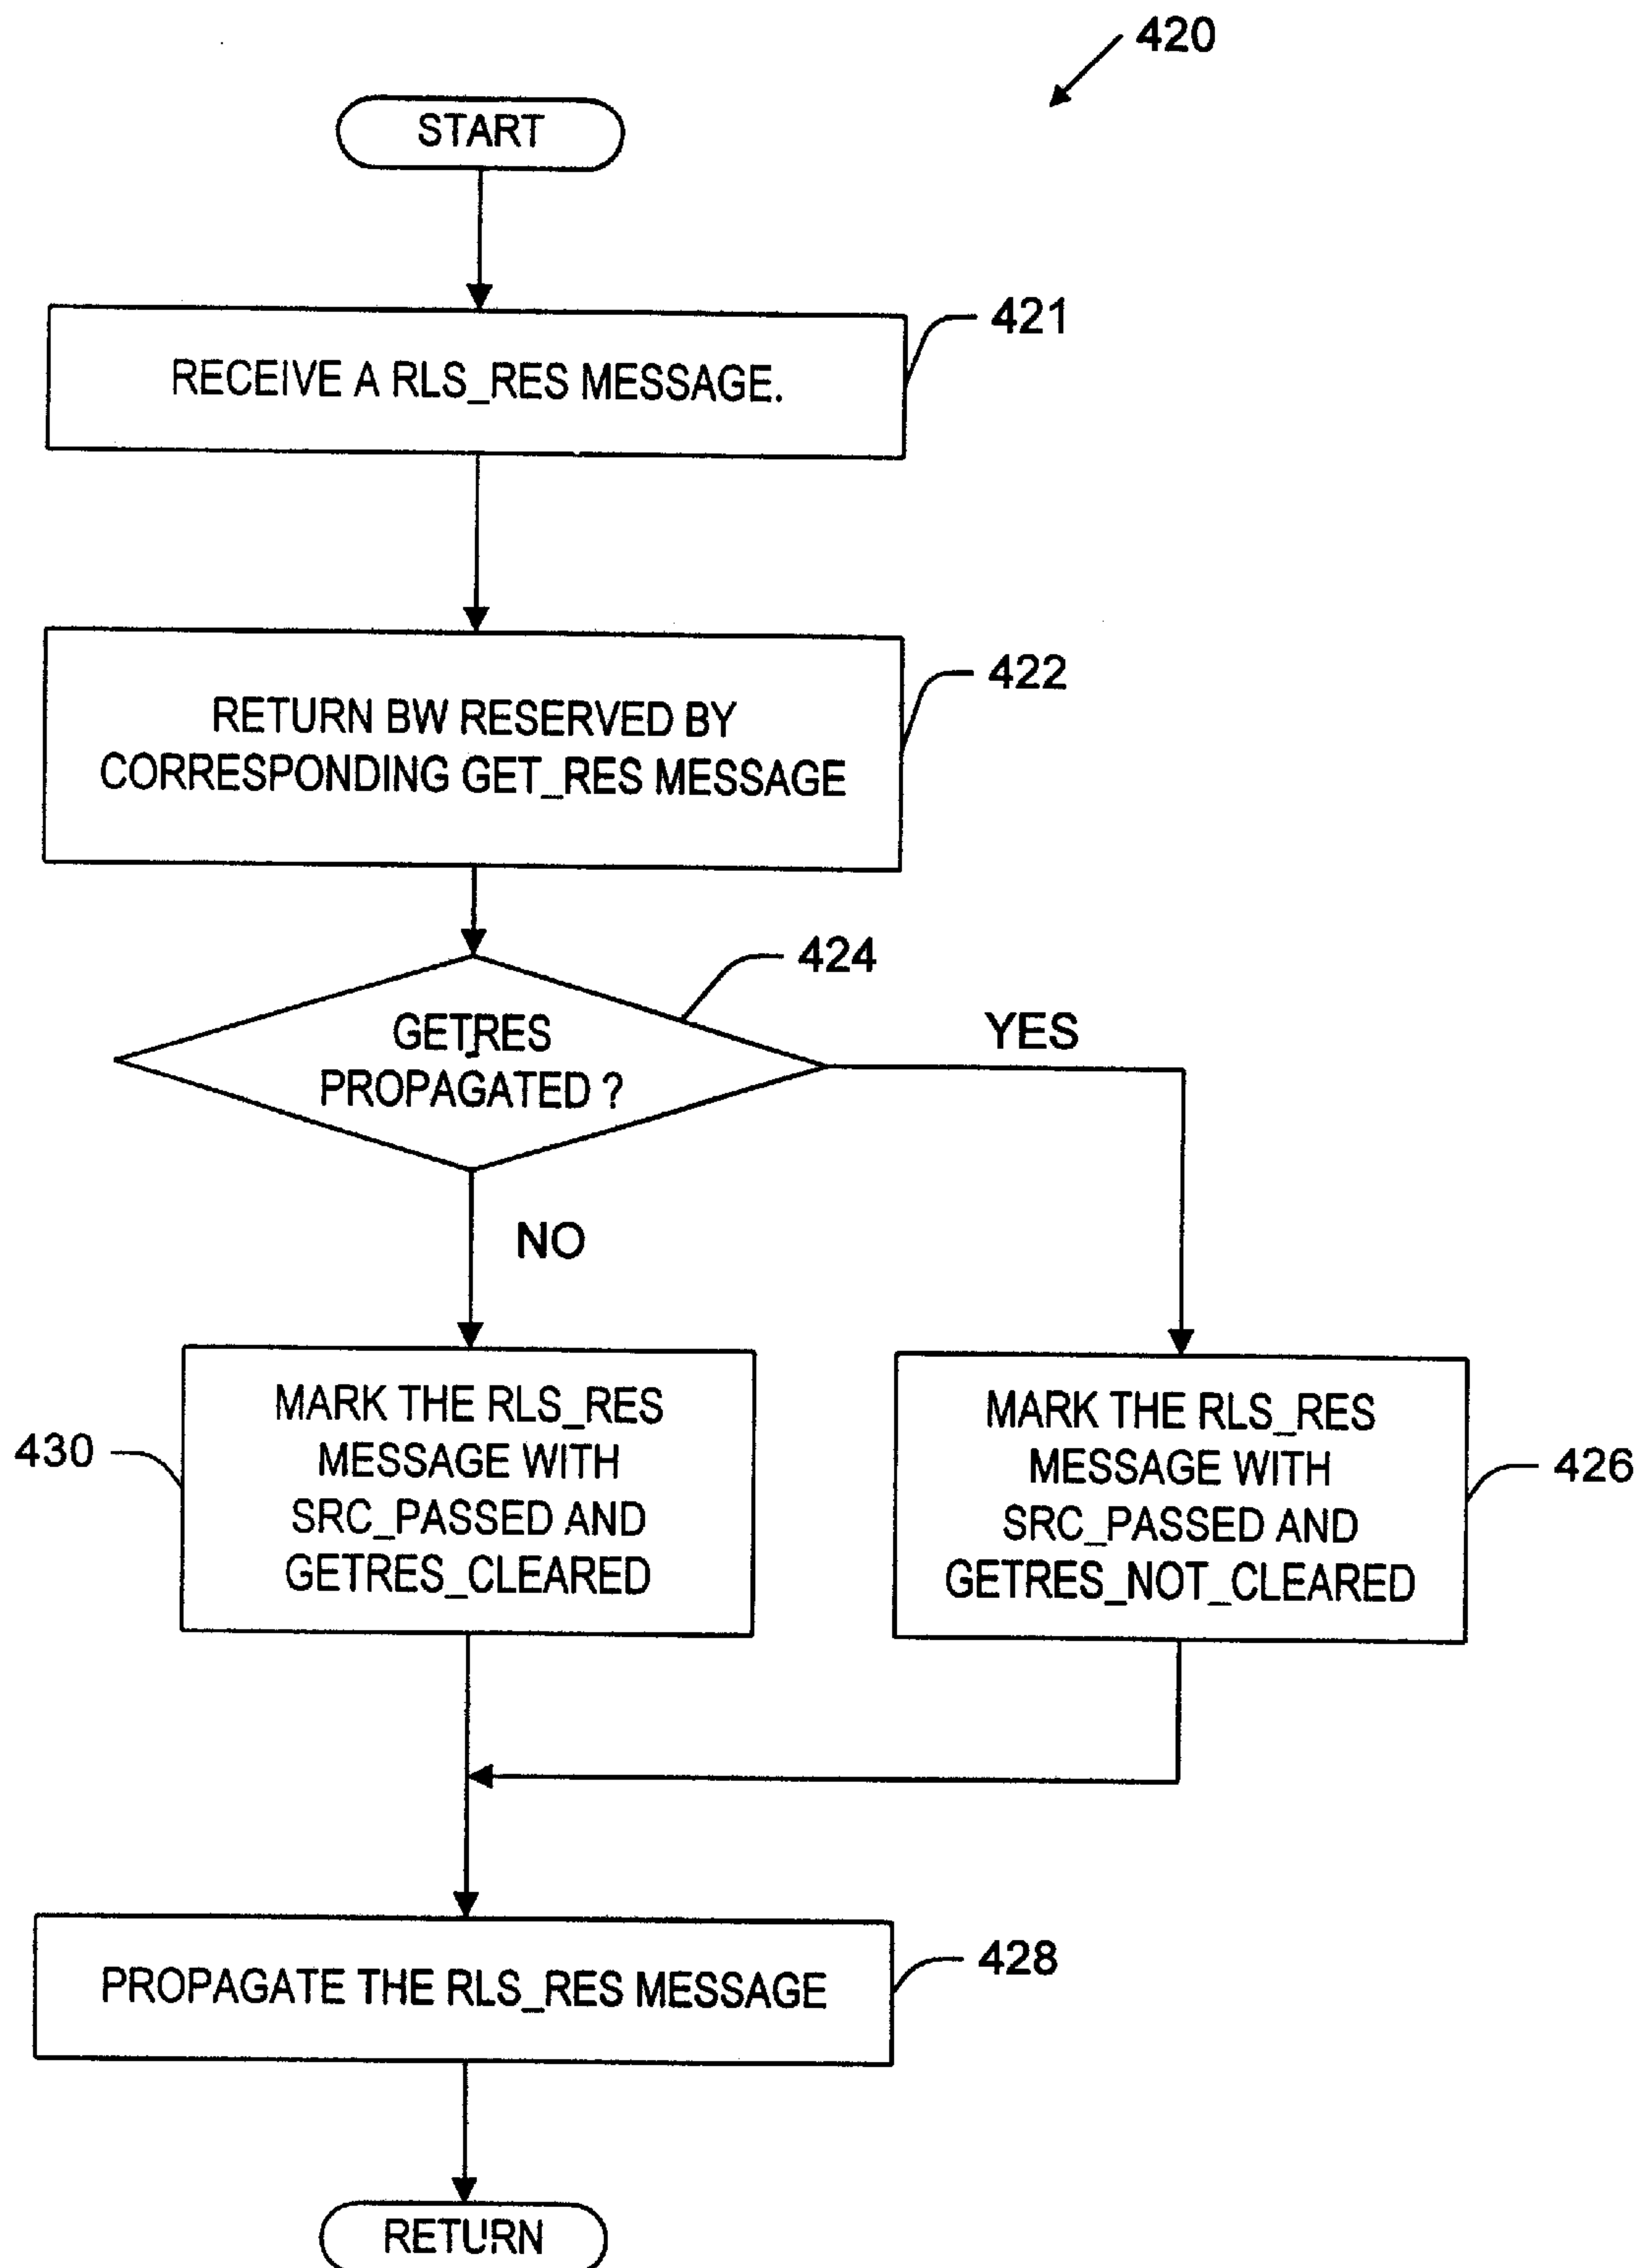 420
START
421
RECEIVE A RLS_RES MESSAGE.
422
RETURN BW RESERVED BY
CORRESPONDING GET_RES MESSAGE
424
GET_RES
PROPAGATED ?
YES
NO
430
MARK THE RLS_RES
MESSAGE WITH
SRC_PASSED AND
GETRES_CLEARED
MARK THE RLS_RES
MESSAGE WITH
SRC_PASSED AND
GETRES_NOT_CLEARED
426
PROPAGATE THE RLS_RES MESSAGE
428
RETURN